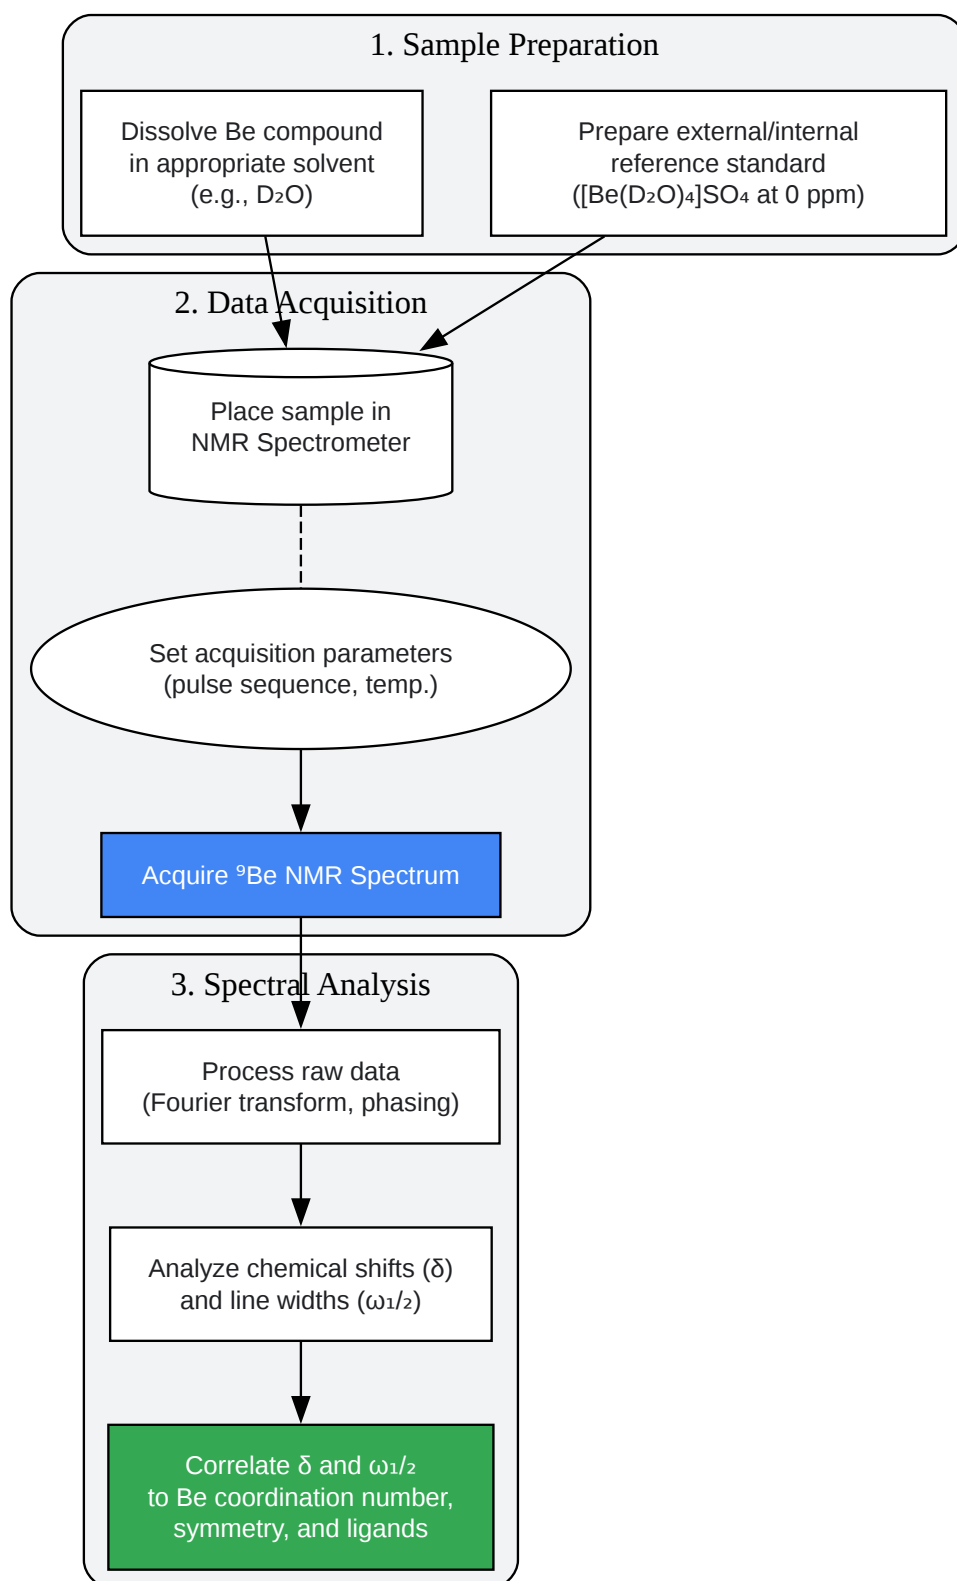 1. Sample Preparation
Dissolve Be compound
in appropriate solvent
(e.g., D₂O)
Prepare external/internal
reference standard
([Be(D₂O)₄]SO₄ at 0 ppm)
2. Data Acquisition
Place sample in
NMR Spectrometer
Set acquisition parameters
(pulse sequence, temp.)
Acquire ⁹Be NMR Spectrum
3. Spectral Analysis
Process raw data
(Fourier transform, phasing)
Analyze chemical shifts (δ)
and line widths (ω₁/₂)
Correlate δ and ω₁/₂
to Be coordination number,
symmetry, and ligands